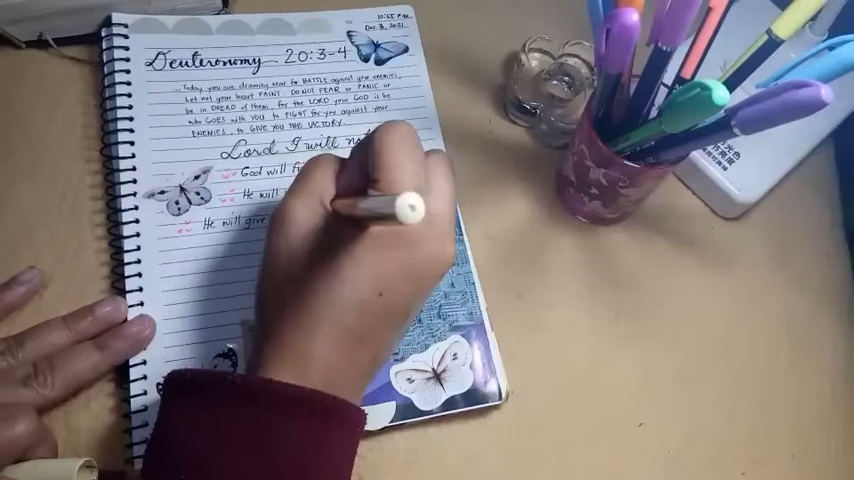 10:45 P.M
Dec. 3, 2021
Deuteronomy 20:3-4
... Today you are drawing near for BATTLE against your enemies,
Let not your heart FAINT. DO NOT FEAR or PANIC or
be in DREAD of them, for the LORD your GOD is he
who GOES with YOU to FIGHT for you against your
ENEMIES, to GIVE YOU the VICTORY.
Lord I will
God will
He will
He will give